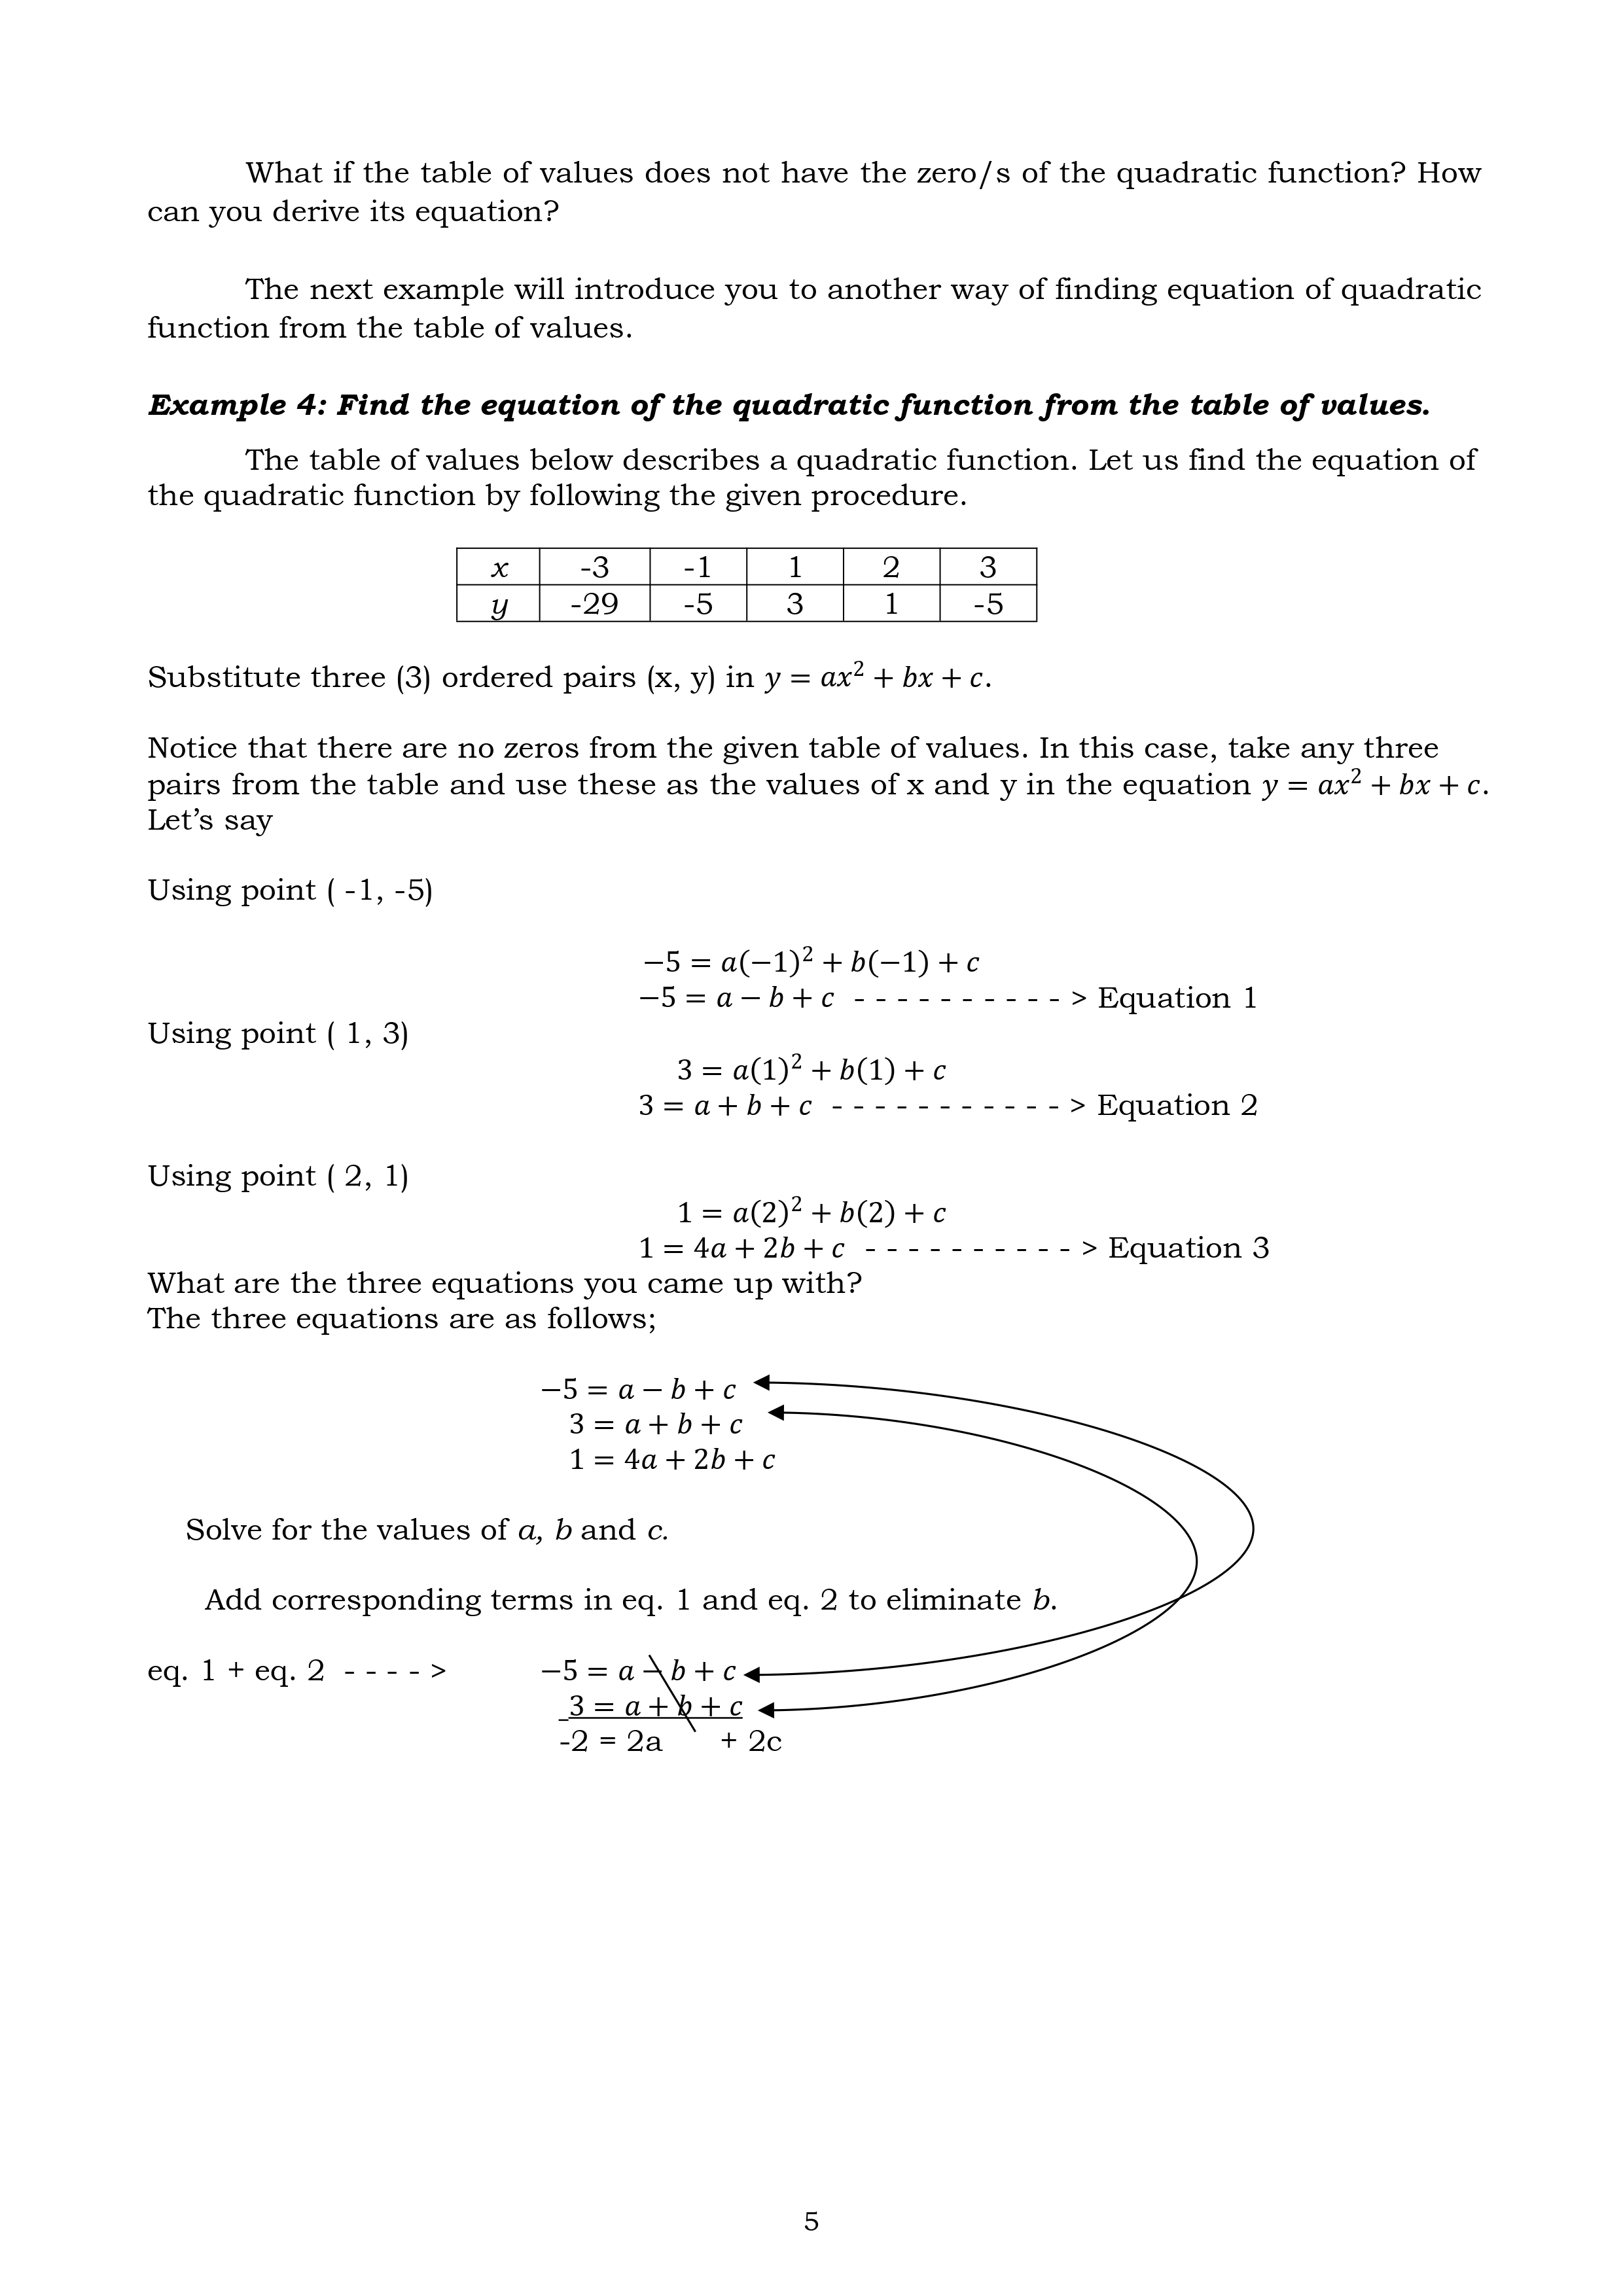 What if the table of values does not have the zero/s of the quadratic function? How
can you derive its equation?
The next example will introduce you to another way of finding equation of quadratic
function from the table of values.
Example 4: Find the equation of the quadratic function from the table of values.
The table of values below describes a quadratic function. Let us find the equation of
the quadratic function by following the given procedure.
x -3 -1 1 2 3
y -29 -5 3 1 -5
Substitute three (3) ordered pairs (x, y) in y = ax² + bx + c.
Notice that there are no zeros from the given table of values. In this case, take any three
pairs from the table and use these as the values of x and y in the equation y = ax² + bx + c.
Let’s say
Using point ( -1, -5)
−5 = a(−1)² + b(−1) + c
−5 = a − b + c - - - - - - - - - - > Equation 1
Using point ( 1, 3)
3 = a(1)² + b(1) + c
3 = a + b + c - - - - - - - - - - - > Equation 2
Using point ( 2, 1)
1 = a(2)² + b(2) + c
1 = 4a + 2b + c - - - - - - - - - - > Equation 3
What are the three equations you came up with?
The three equations are as follows;
−5 = a − b + c
3 = a + b + c
1 = 4a + 2b + c
Solve for the values of a, b and c.
Add corresponding terms in eq. 1 and eq. 2 to eliminate b.
eq. 1 + eq. 2 - - - - > −5 = a − b + c
3 = a + b + c
-2 = 2a + 2c
5